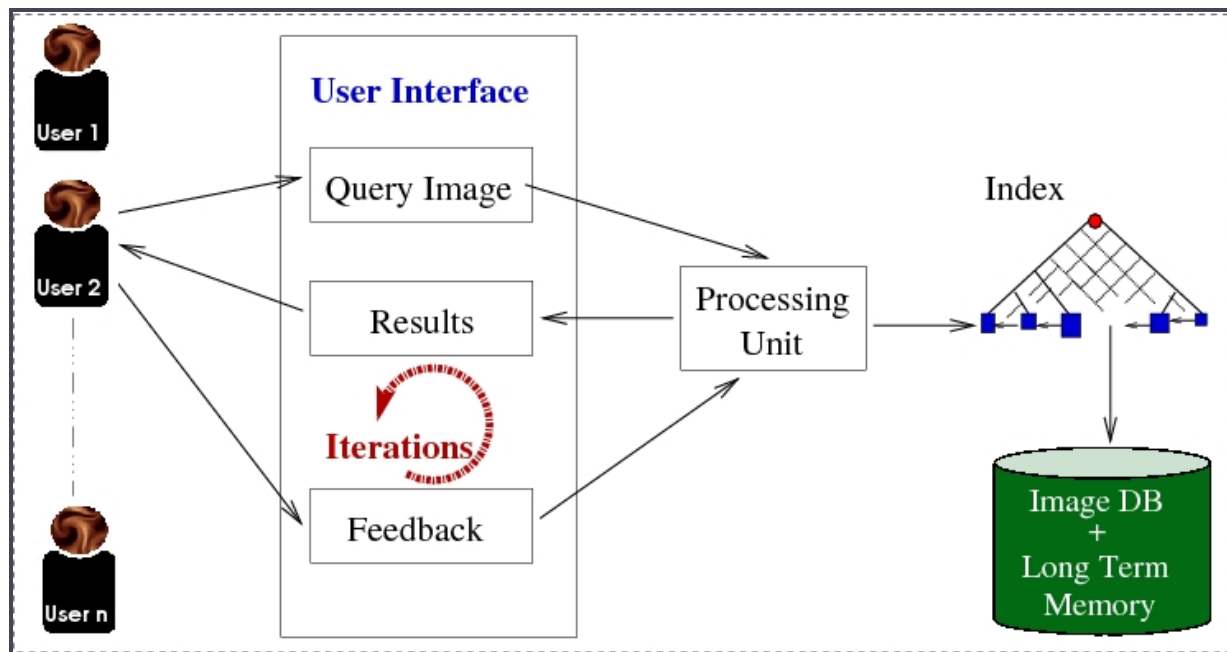 User 1
User Interface
Query Image
Index
User 2
Results
Processing
Unit
Iterations
Feedback
Image DB
+
Long Term
Memory
User n